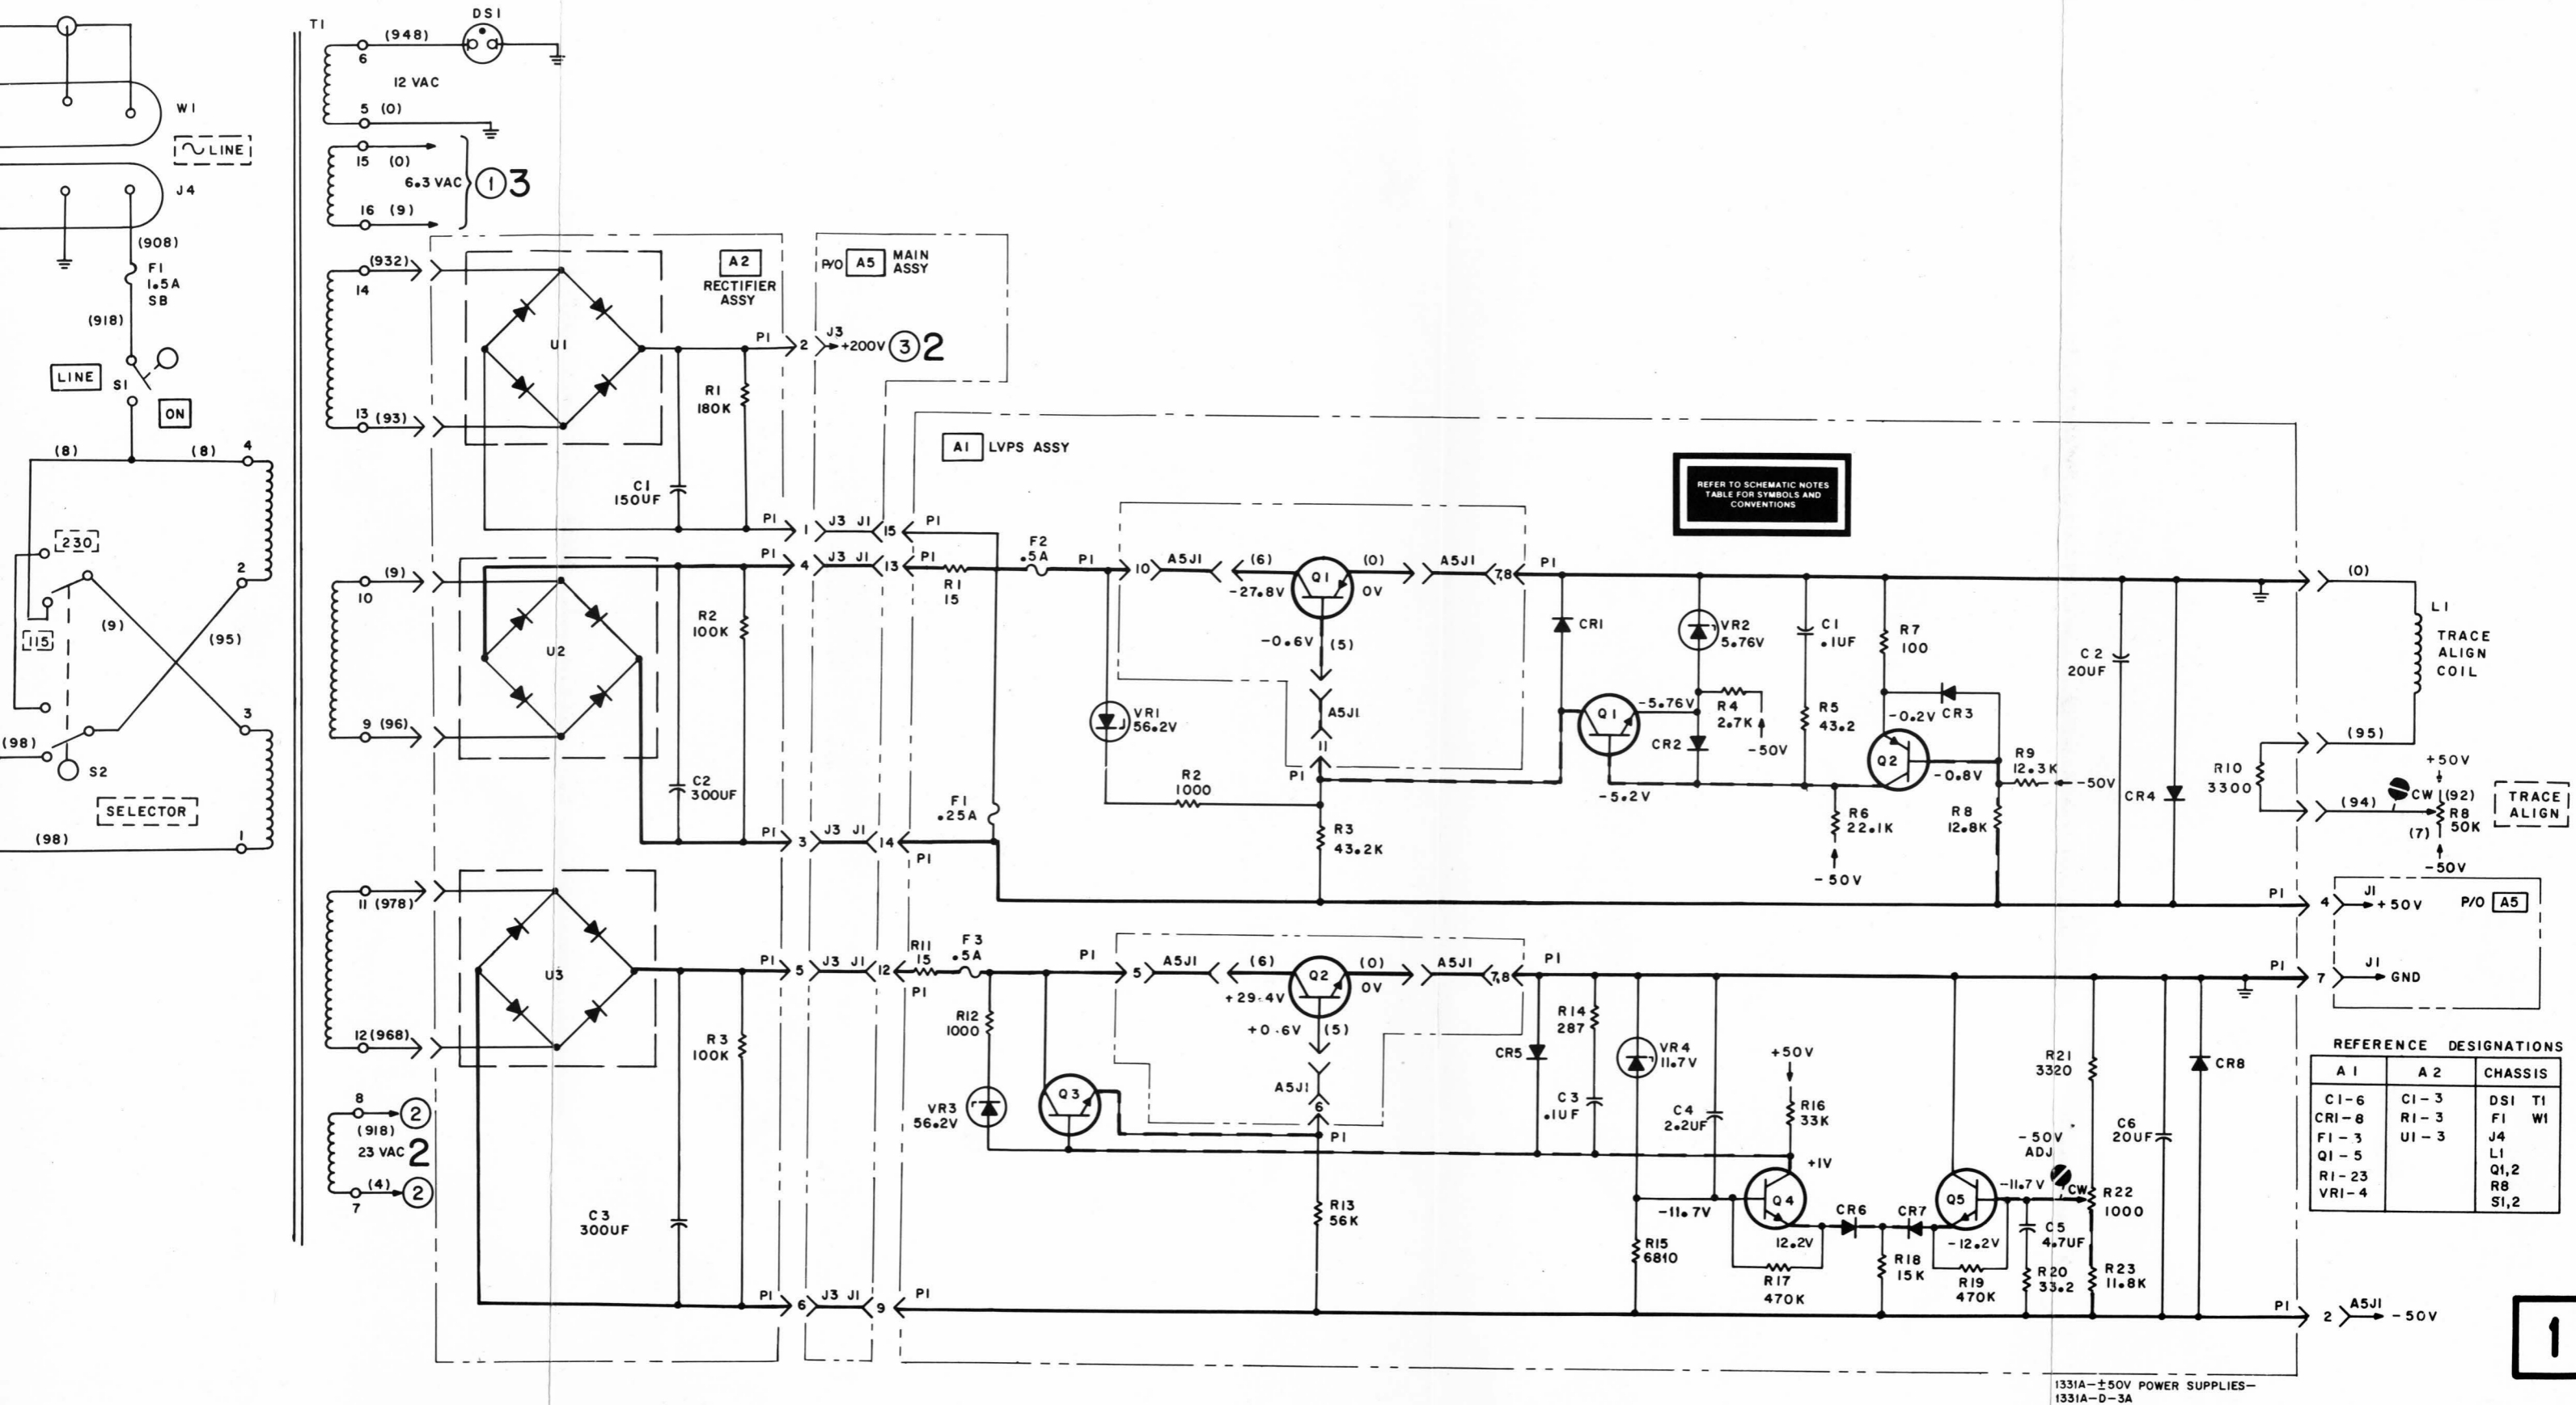 T1
DS1
(948)
6
12 VAC
5 (0)
W1
LINE
15 (0)
6.3 VAC
1 3
J4
16 (9)
(908)
F1
1.5A
SB
(918)
LINE
S1
ON
(8)
(8)
4
230
2
115
(9)
(95)
3
(98)
S2
SELECTOR
(98)
1
(932)
14
13 (93)
U1
A2
RECTIFIER
ASSY
P/O A5 MAIN
ASSY
P1
2
J3
+200V 3 2
R1
180K
C1
150UF
P1
1
J3 J1
15
P1
A1 LVPS ASSY
REFER TO SCHEMATIC NOTES
TABLE FOR SYMBOLS AND
CONVENTIONS
(9)
10
9 (96)
U2
R2
100K
C2
300UF
P1
4
J3 J1
13
P1
R1
15
F2
.5A
P1
10
A5J1
(6)
-27.8V
Q1
(0)
0V
A5J1
7,8
P1
-0.6V (5)
A5J1
11
P1
VR1
56.2V
R2
1000
F1
.25A
R3
43.2K
P1
3
J3 J1
14
P1
CR1
Q1
-5.76V
-5.2V
VR2
5.76V
R4
2.7K
-50V
CR2
C1
.1UF
R5
43.2
R6
22.1K
-50V
R7
100
-0.2V CR3
Q2
-0.8V
R9
12.3K
-50V
R8
12.8K
C2
20UF
CR4
(0)
L1
TRACE
ALIGN
COIL
(95)
R10
3300
(94)
+50V
CW (92)
R8
50K
(7)
-50V
TRACE
ALIGN
P1
4
J1
+50V
P/O A5
P1
7
J1
GND
11 (978)
12 (968)
U3
R3
100K
C3
300UF
8
2
(918)
23 VAC 2
(4)
2
7
P1
5
J3 J1
12
P1
R11
15
F3
.5A
P1
5
A5J1
(6)
+29.4V
Q2
(0)
0V
A5J1
7,8
P1
+0.6V (5)
A5J1
6
P1
R12
1000
VR3
56.2V
Q3
R13
56K
CR5
R14
287
C3
.1UF
VR4
11.7V
C4
2.2UF
+50V
R16
33K
+1V
-11.7V
Q4
12.2V
R15
6810
R17
470K
CR6
CR7
R18
15K
Q5
-11.7V
-12.2V
R19
470K
-50V
ADJ
CW
R21
3320
R22
1000
C5
4.7UF
R20
33.2
R23
11.8K
C6
20UF
CR8
P1
6
J3 J1
9
P1
P1
2
A5J1
-50V
REFERENCE DESIGNATIONS
A1 A2 CHASSIS
C1-6 C1-3 DS1 T1
CR1-8 R1-3 F1 W1
F1-3 U1-3 J4
Q1-5 L1
R1-23 Q1,2
VR1-4 R8
S1,2
1
1331A-±50V POWER SUPPLIES-
1331A-D-3A